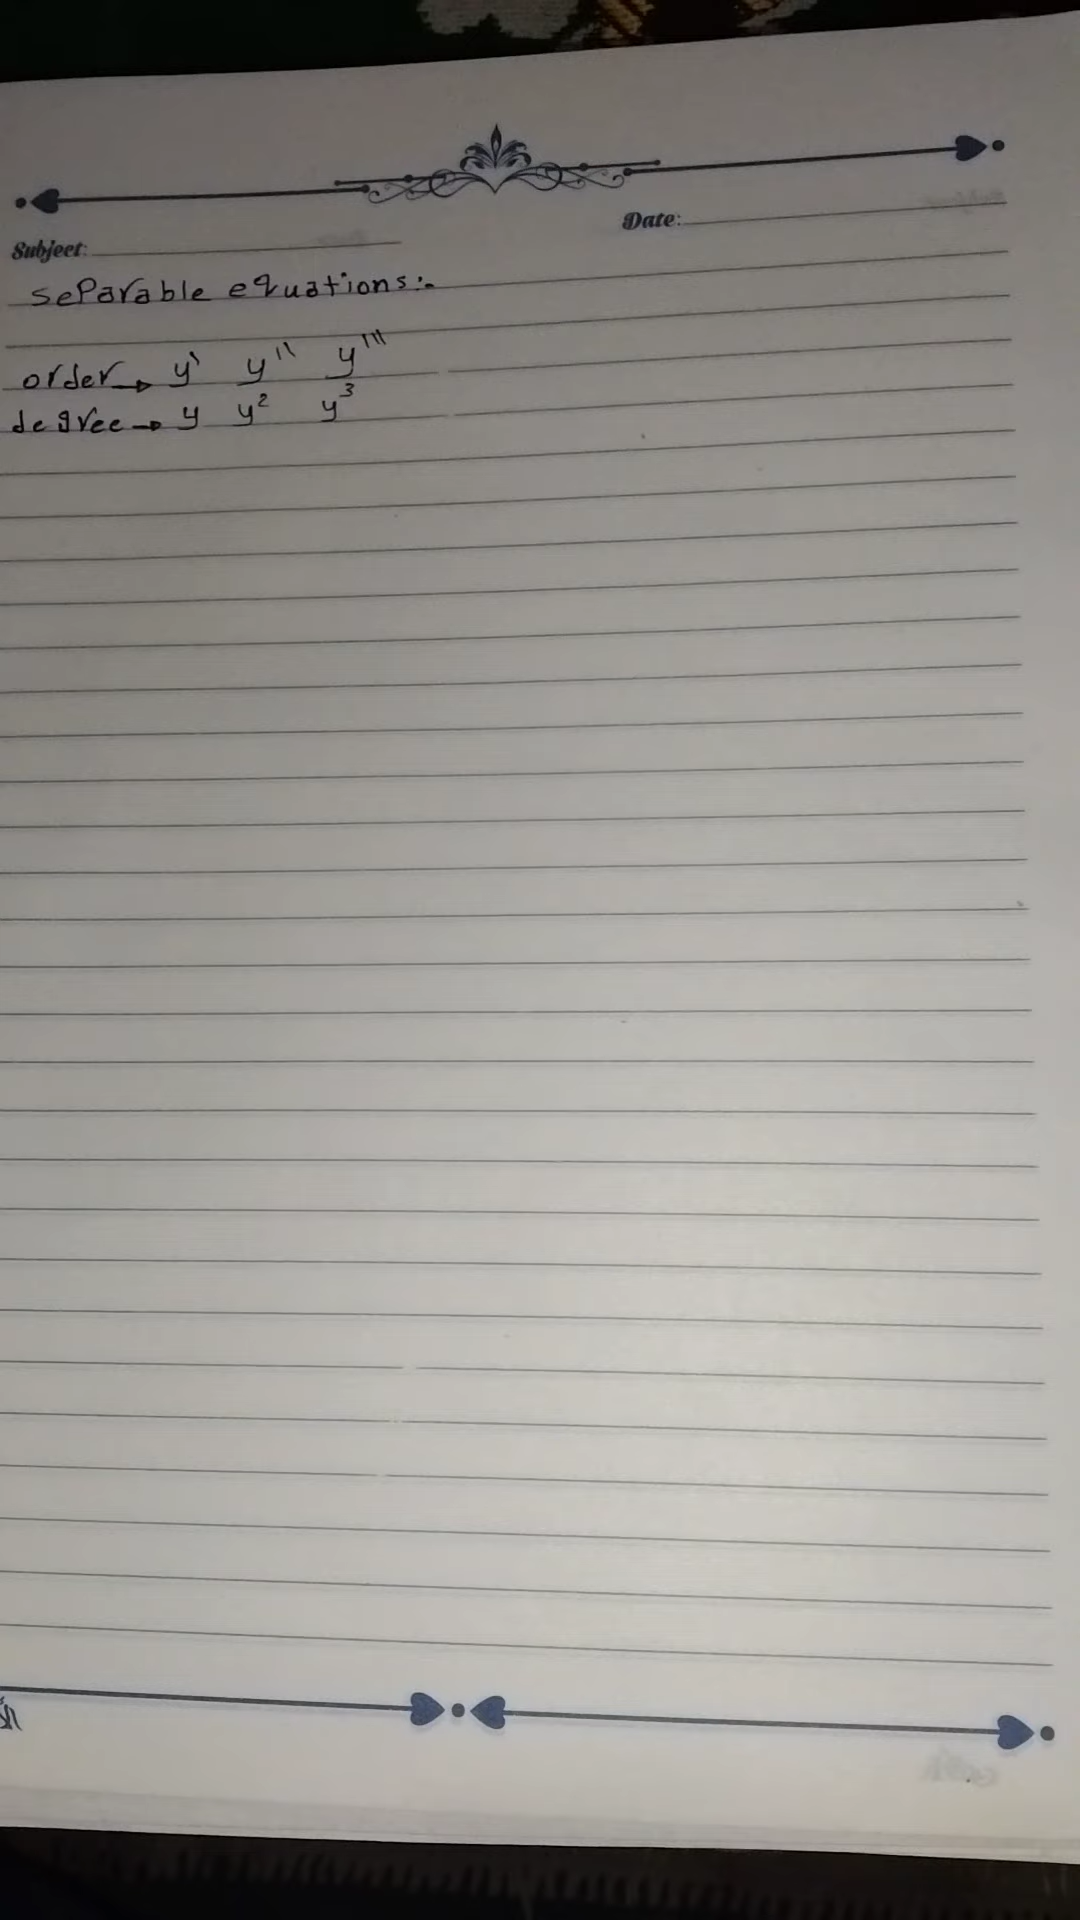 Subject:
Date:
separable equations:-
order→ y' y'' y'''
degree→ y y² y³